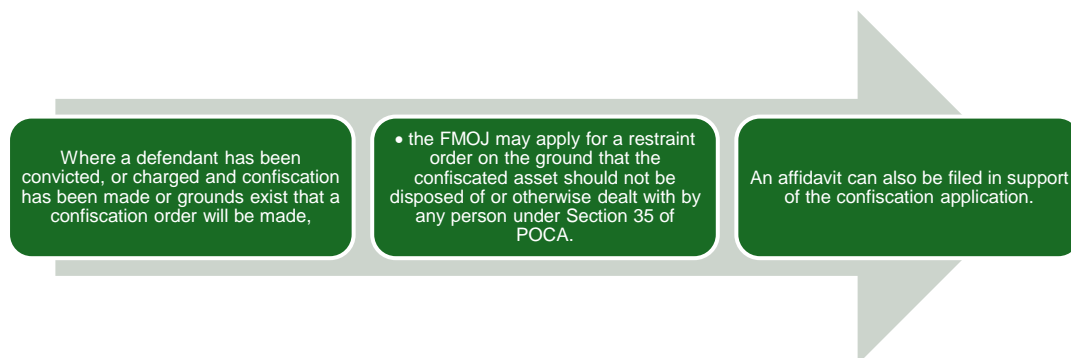 Where a defendant has been
convicted, or charged and confiscation
has been made or grounds exist that a
confiscation order will be made,
• the FMOJ may apply for a restraint
order on the ground that the
confiscated asset should not be
disposed of or otherwise dealt with by
any person under Section 35 of
POCA.
An affidavit can also be filed in support
of the confiscation application.